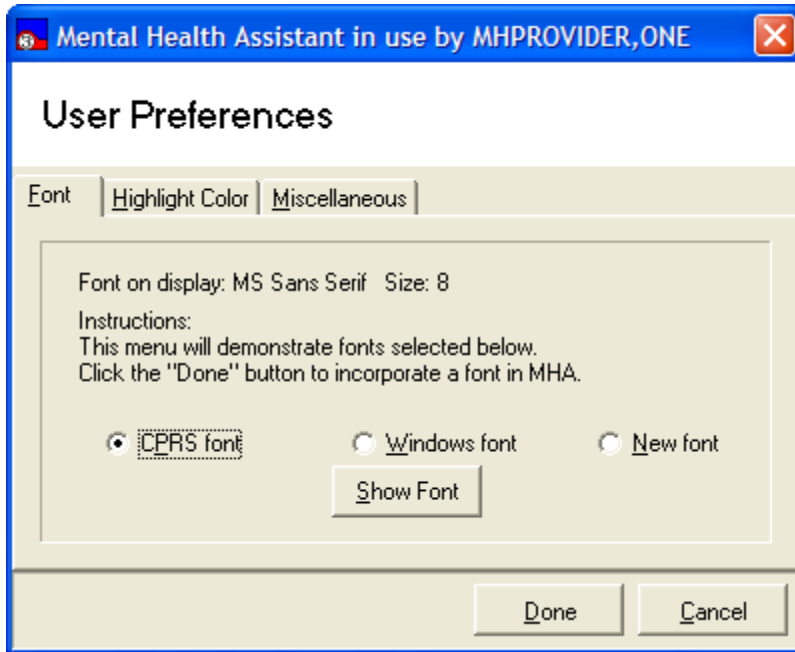 Mental Health Assistant in use by MHPROVIDER,ONE
User Preferences
Font Highlight Color Miscellaneous
Font on display: MS Sans Serif Size: 8
Instructions:
This menu will demonstrate fonts selected below.
Click the "Done" button to incorporate a font in MHA.
CPRS font Windows font New font
Show Font
Done Cancel